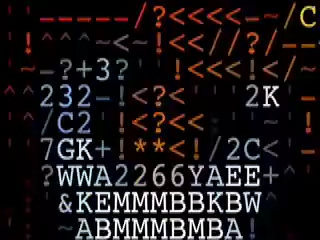 ' ' -----/?<<<<-~~/C
' ! ^^^~<~!<<//?/--
' ~-?+3?' '!<<<!</~
^^232-!<?<' '2K-'
^/C2'!<?<<' '~''!
'7GK+!**<!/2C<-
?WWA2266YAEE+^
&KEMMMBBKBW
~ABMMMBMBA!